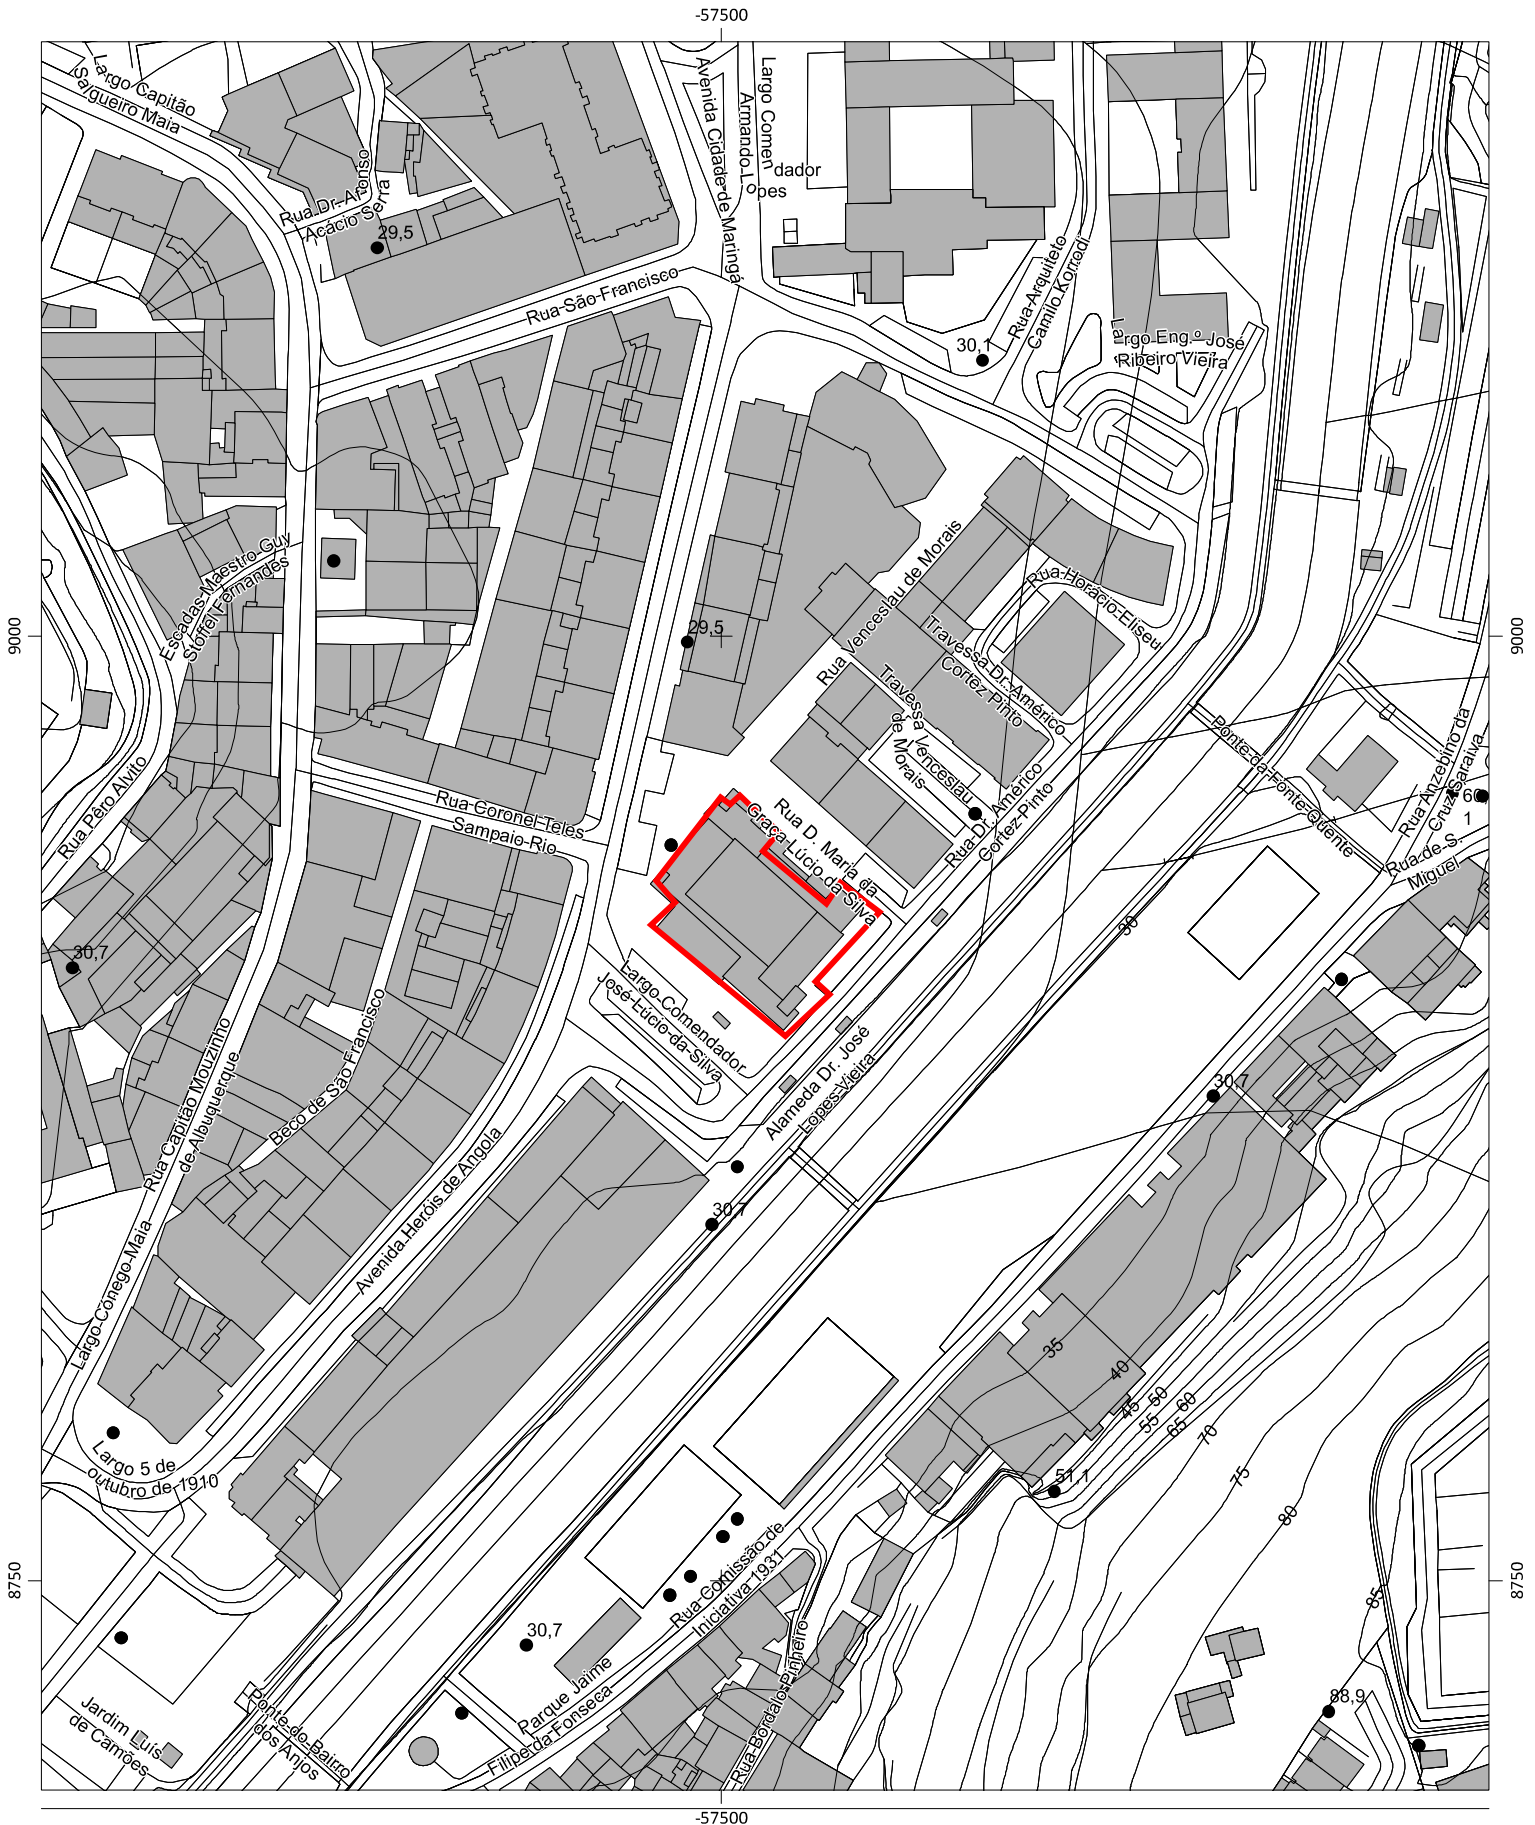 -57500
Largo Capitão
Salgueiro Maia
Avenida Cidade de Maringá
Largo Comen
dador
Armando Lo
pes
Rua Dr. Afonso
Acácio Serra
29,5
Rua São Francisco
Rua Arquiteto
Camilo Korrodi
30,1
Largo Eng.º José
Ribeiro Vieira
Escadas Maestro Guy
Stoffel Fernandes
Rua Venceslau de Morais
Rua Horácio Eliseu
9000
29,5
9000
Travessa Dr. Américo
Cortêz Pinto
Travessa Venceslau
de Morais
Ponte da Fonte Quente
Rua Anzebino da
Cruz Saraiva
60,
1
Rua de S.
Miguel
Rua Pêro Alvito
Rua Coronel Teles
Sampaio Rio
Rua D. Maria da
Graça Lúcio da Silva
Rua Dr. Américo
Cortez Pinto
30
30,7
Largo Comendador
José Lúcio da Silva
Alameda Dr. José
Lopes Vieira
Rua Capitão Mouzinho
de Albuquerque
Beco de São Francisco
30,7
Avenida Heróis de Angola
30,7
Largo Cónego Maia
35
40
45
50
55
60
65
70
75
80
85
Largo 5 de
outubro de 1910
51,1
8750
8750
Rua Comissão de
Iniciativa 1931
30,7
Parque Jaime
Filipe da Fonseca
Rua Bordalo Pinheiro
88,9
Jardim Luís
de Camões
Ponte do Bairro
dos Anjos
-57500